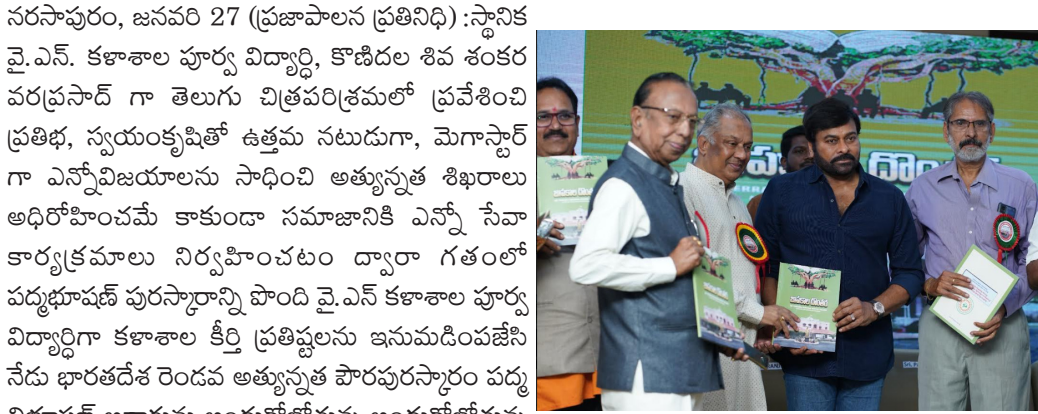 నరసాపురం, జనవరి 27 (ప్రజాపాలన ప్రతినిధి) :స్థానిక
వై.ఎన్. కళాశాల పూర్వ విద్యార్థి, కొణిదల శివ శంకర
వరప్రసాద్ గా తెలుగు చిత్రపరిశ్రమలో ప్రవేశించి
ప్రతిభ, స్వయంకృషితో ఉత్తమ నటుడుగా, మెగాస్టార్
గా ఎన్నోవిజయాలను సాధించి అత్యున్నత శిఖరాలు
అధిరోహించమే కాకుండా సమాజానికి ఎన్నో సేవా
కార్యక్రమాలు నిర్వహించటం ద్వారా గతంలో
పద్మభూషణ్ పురస్కారాన్ని పొంది వై.ఎన్ కళాశాల పూర్వ
విద్యార్థిగా కళాశాల కీర్తి ప్రతిష్టలను ఇనుమడింపజేసి
నేడు భారతదేశ రెండవ అత్యున్నత పౌరపురస్కారం పద్మ